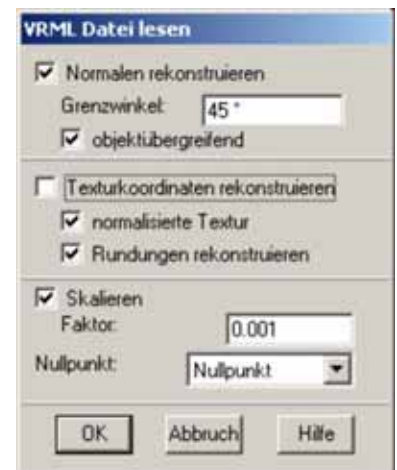 VRML Datei lesen
Normalen rekonstruieren
Grenzwinkel: 45 °
objektübergreifend
Texturkoordinaten rekonstruieren
normalisierte Textur
Rundungen rekonstruieren
Skalieren
Faktor: 0.001
Nullpunkt: Nullpunkt
OK Abbruch Hilfe